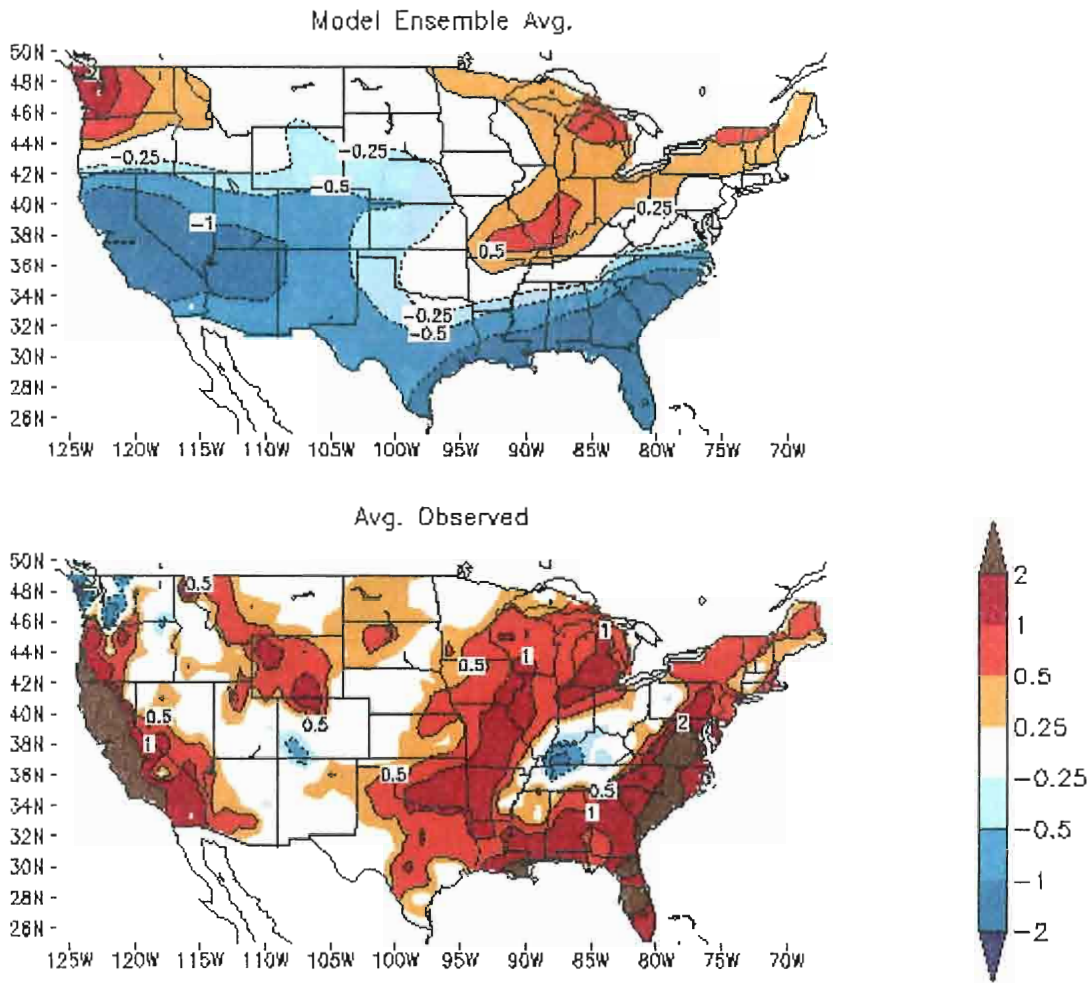 Model Ensemble Avg.
50N
48N
46N
44N
42N
40N
38N
36N
34N
32N
30N
28N
26N
-0.25
-0.25
-0.5
-1
0.25
0.5
-0.25
-0.5
125W 120W 115W 110W 105W 100W 95W 90W 85W 80W 75W 70W
Avg. Observed
50N
48N
46N
44N
42N
40N
38N
36N
34N
32N
30N
28N
26N
0.5
1
1
0.5
0.5
0.5
2
1
0.5
0.5
1
125W 120W 115W 110W 105W 100W 95W 90W 85W 80W 75W 70W
2
1
0.5
0.25
-0.25
-0.5
-1
-2